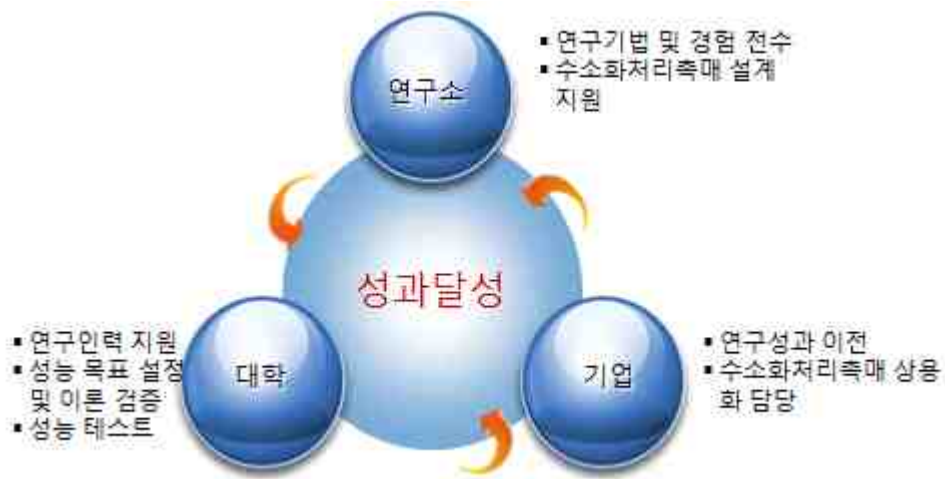 연구소
▪ 연구기법 및 경험 전수
▪ 수소화처리촉매 설계
지원
성과달성
대학
▪ 연구인력 지원
▪ 성능 목표 설정
및 이론 검증
▪ 성능 테스트
기업
▪ 연구성과 이전
▪ 수소화처리촉매 상용
화 담당